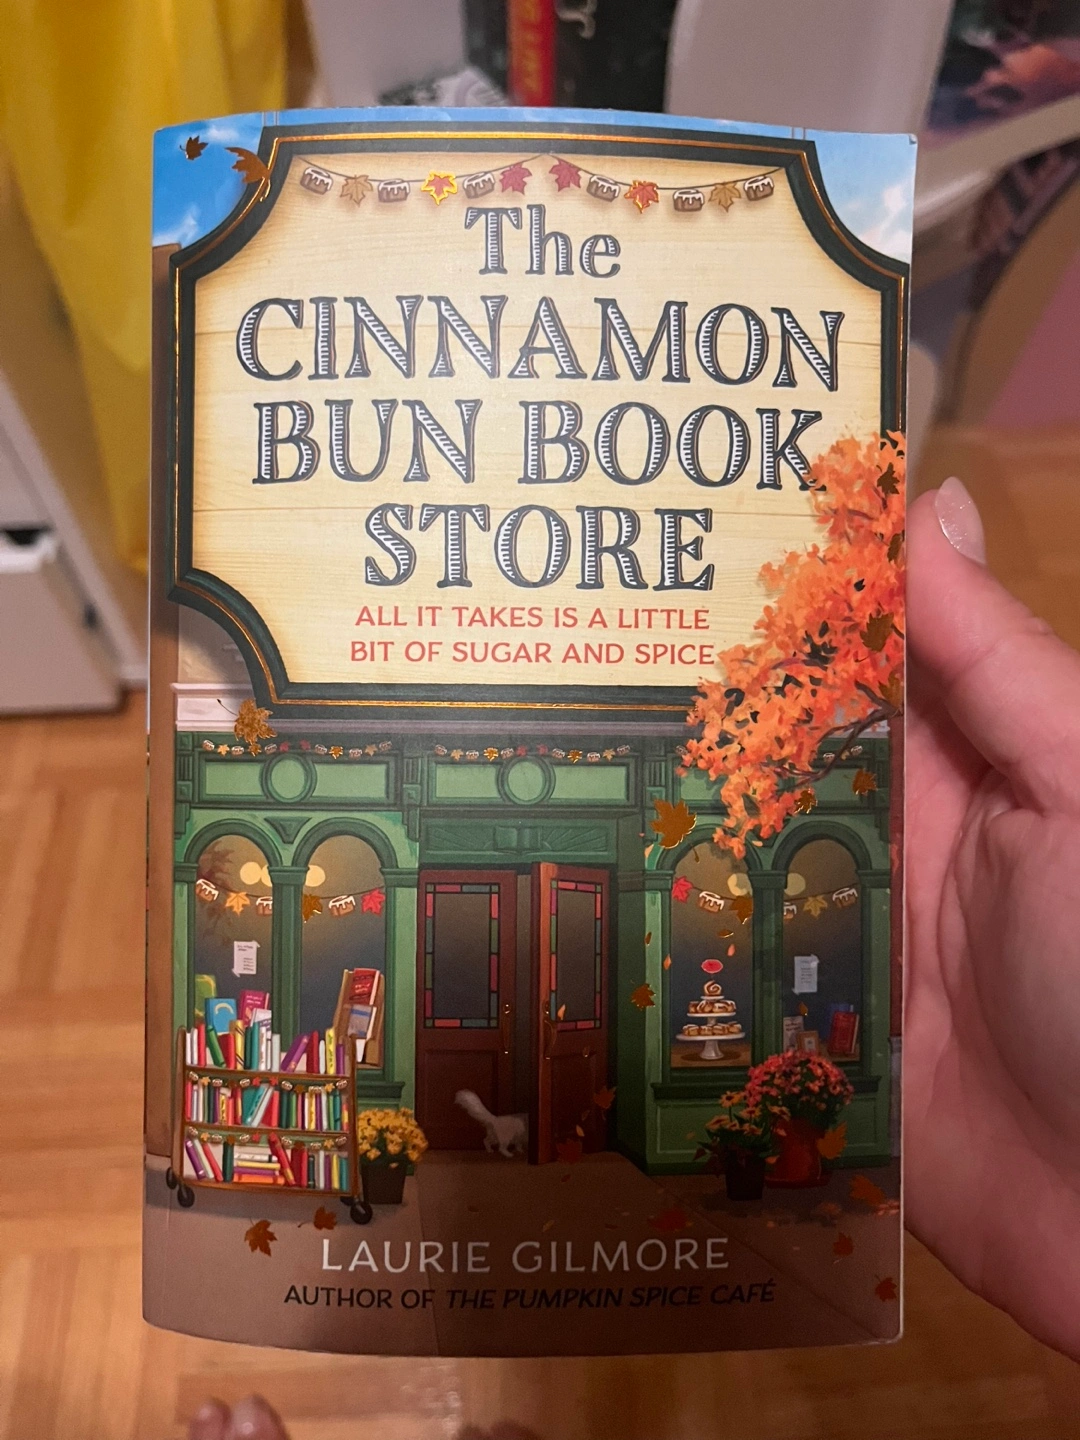 The
CINNAMON
BUN BOOK
STORE
ALL IT TAKES IS A LITTLE
BIT OF SUGAR AND SPICE
LAURIE GILMORE
AUTHOR OF THE PUMPKIN SPICE CAFÉ